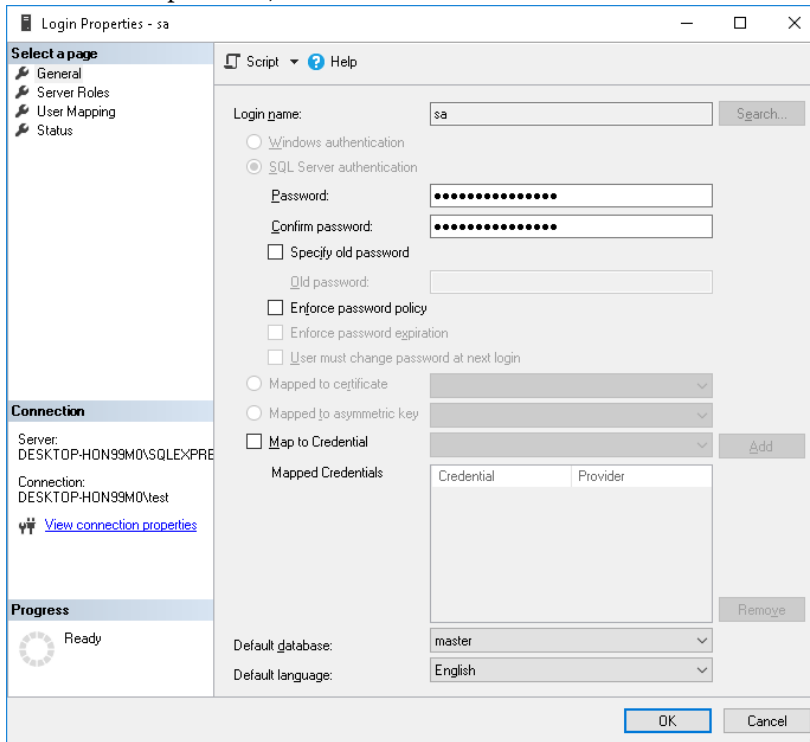 Login Properties - sa
Select a page
General
Server Roles
User Mapping
Status
Script
Help
Login name:
sa
Search...
Windows authentication
SQL Server authentication
Password:
●●●●●●●●●●●●●●●
Confirm password:
●●●●●●●●●●●●●●●
Specify old password
Old password:
Enforce password policy
Enforce password expiration
User must change password at next login
Mapped to certificate
Mapped to asymmetric key
Map to Credential
Add
Mapped Credentials
Credential
Provider
Remove
Default database:
master
Default language:
English
Connection
Server:
DESKTOP-HON99M0\SQLEXPRE
Connection:
DESKTOP-HON99M0\test
View connection properties
Progress
Ready
OK
Cancel